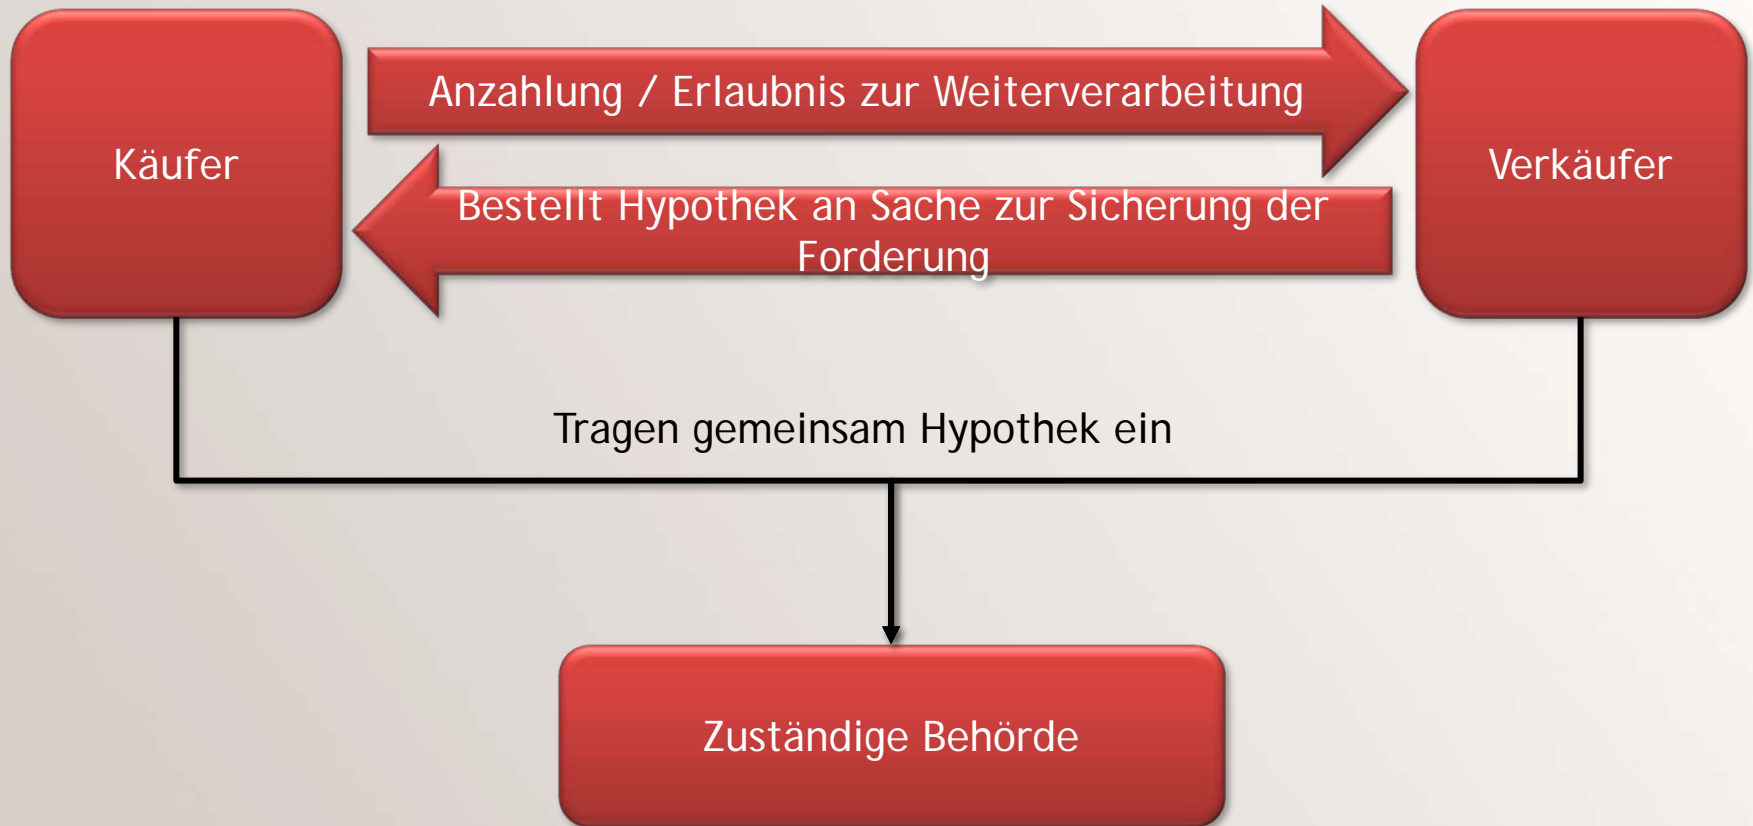 Anzahlung / Erlaubnis zur Weiterverarbeitung
Käufer
Verkäufer
Bestellt Hypothek an Sache zur Sicherung der
Forderung
Tragen gemeinsam Hypothek ein
Zuständige Behörde